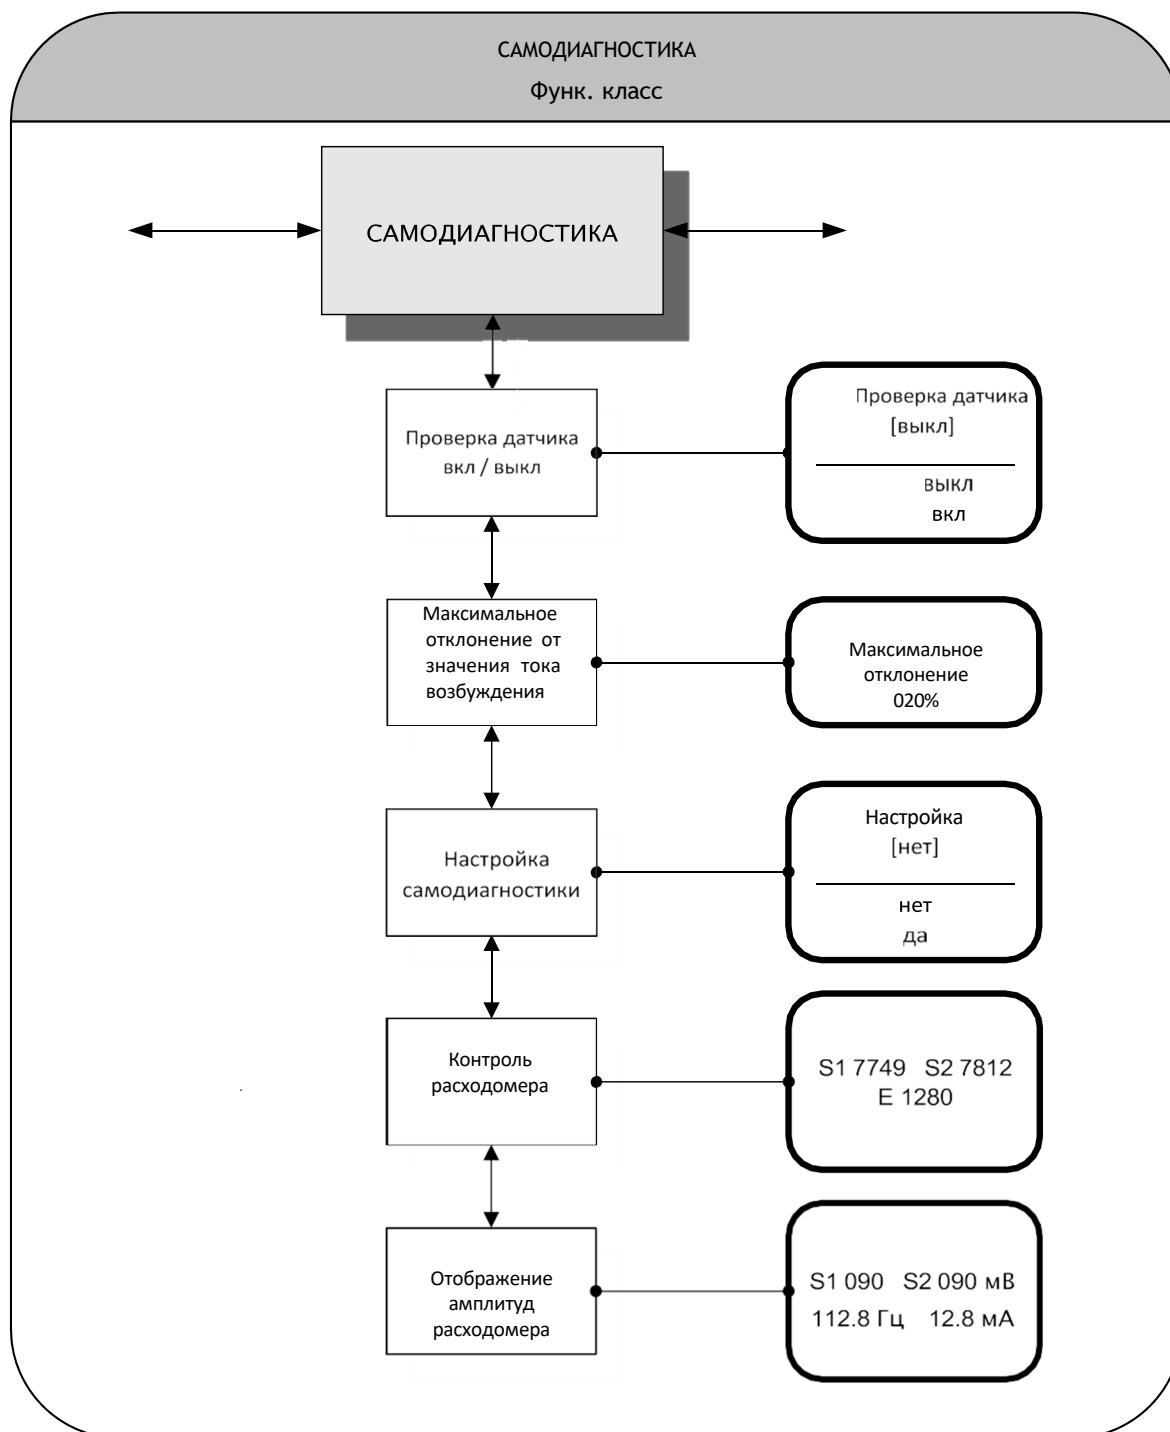 САМОДИАГНОСТИКА
Функ. класс
САМОДИАГНОСТИКА
Проверка датчика
вкл / выкл
Проверка датчика
[выкл]
выкл
вкл
Максимальное
отклонение от
значения тока
возбуждения
Максимальное
отклонение
020%
Настройка
самодиагностики
Настройка
[нет]
нет
да
Контроль
расходомера
S1 7749 S2 7812
E 1280
Отображение
амплитуд
расходомера
S1 090 S2 090 мВ
112.8 Гц 12.8 мА